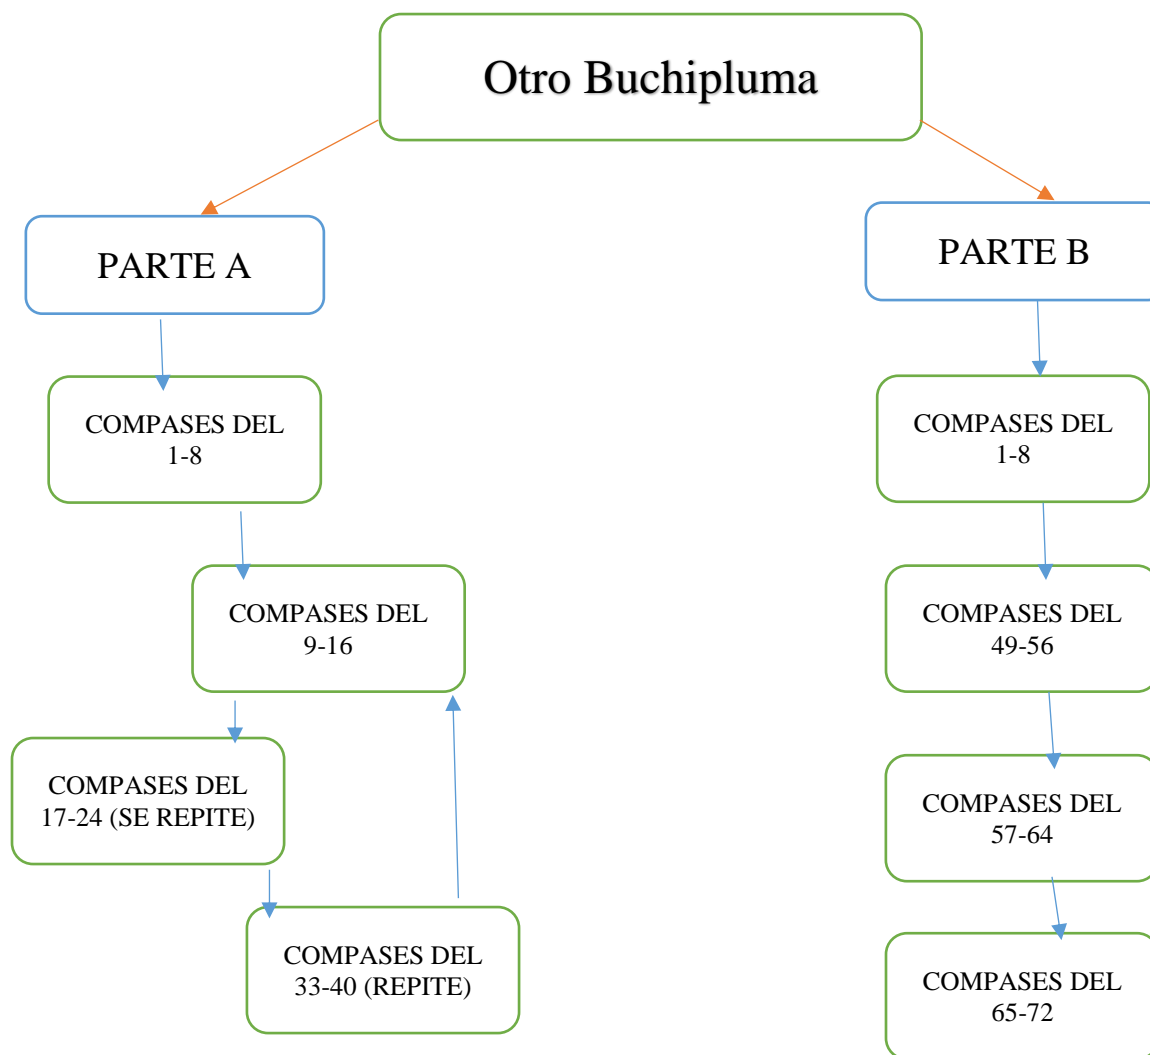 Otro Buchipluma
PARTE A
COMPASES DEL
1-8
COMPASES DEL
9-16
COMPASES DEL
17-24 (SE REPITE)
COMPASES DEL
33-40 (REPITE)
PARTE B
COMPASES DEL
1-8
COMPASES DEL
49-56
COMPASES DEL
57-64
COMPASES DEL
65-72